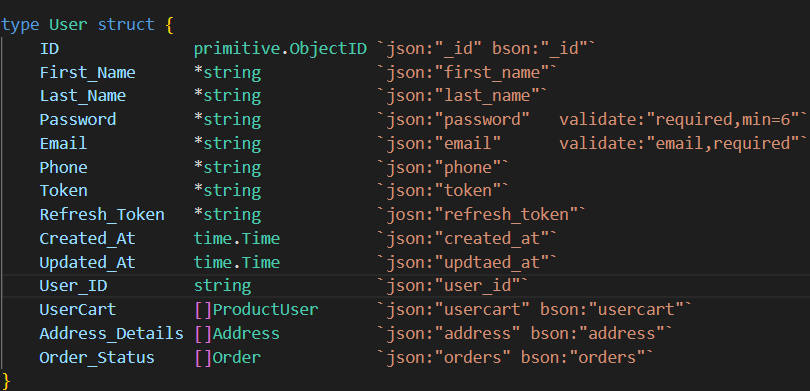 type User struct {
    ID              primitive.ObjectID `json:"_id" bson:"_id"`
    First_Name      *string            `json:"first_name"`
    Last_Name       *string            `json:"last_name"`
    Password        *string            `json:"password"   validate:"required,min=6"`
    Email           *string            `json:"email"      validate:"email,required"`
    Phone           *string            `json:"phone"`
    Token           *string            `json:"token"`
    Refresh_Token   *string            `josn:"refresh_token"`
    Created_At      time.Time          `json:"created_at"`
    Updated_At      time.Time          `json:"updtaed_at"`
    User_ID         string             `json:"user_id"`
    UserCart        []ProductUser      `json:"usercart" bson:"usercart"`
    Address_Details []Address          `json:"address" bson:"address"`
    Order_Status    []Order            `json:"orders" bson:"orders"`
}